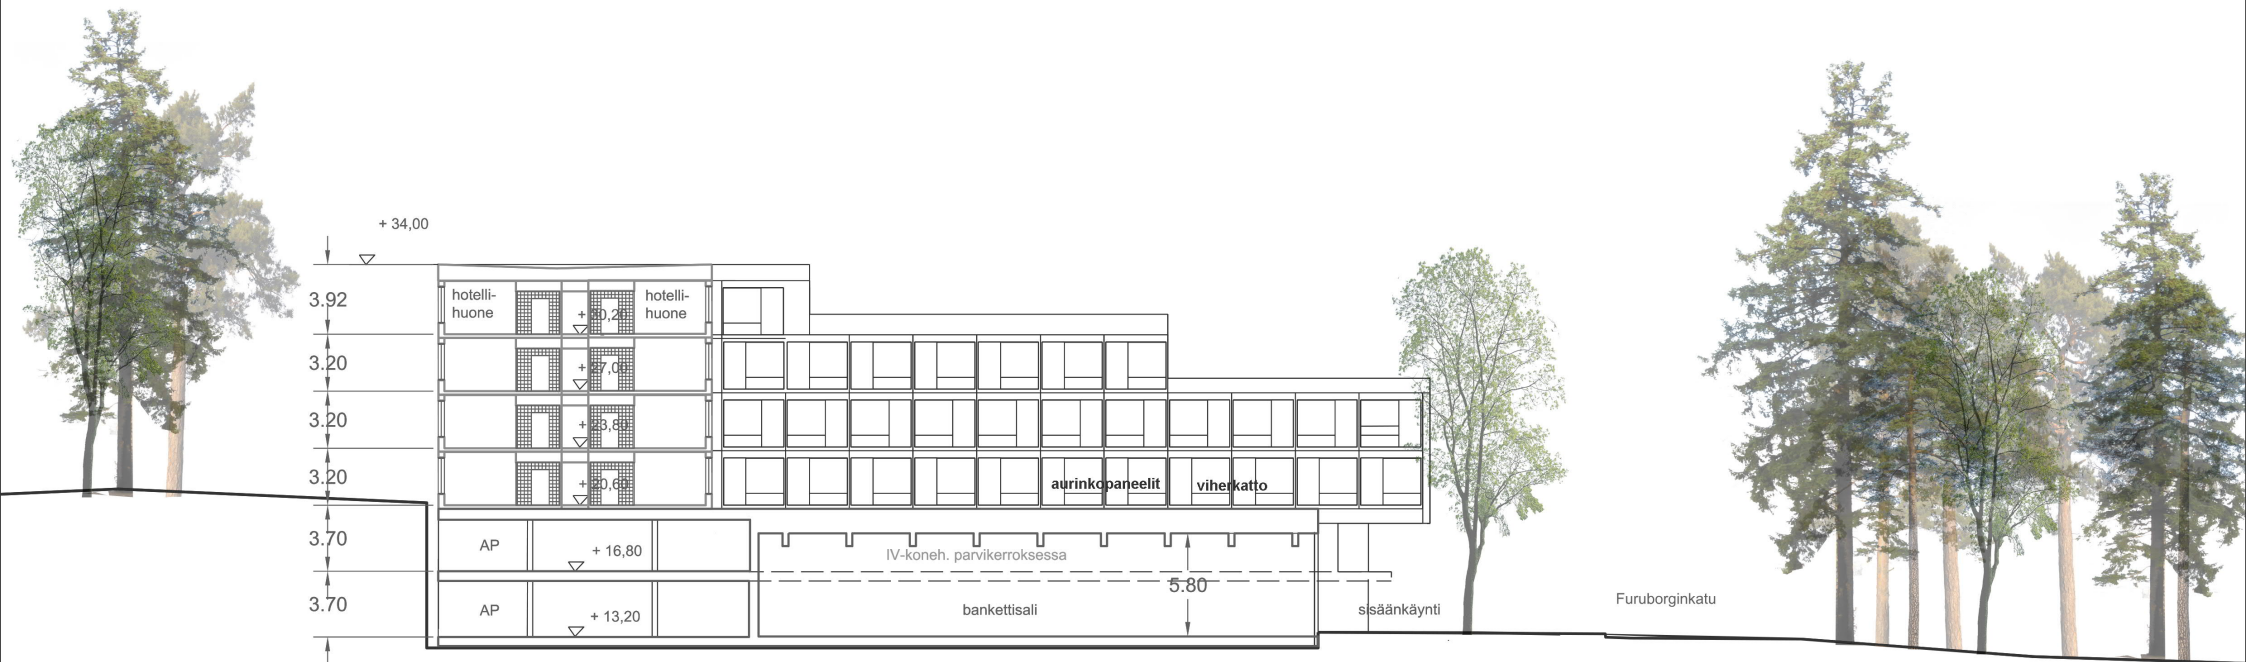 + 34,00
3.92
hotelli-
huone
hotelli-
huone
+ 30,20
3.20
+ 27,00
3.20
+ 23,80
3.20
+ 20,60
aurinkopaneelit
viherkatto
3.70
AP
+ 16,80
IV-koneh. parvikerroksessa
5.80
3.70
AP
+ 13,20
bankettisali
sisäänkäynti
Furuborginkatu